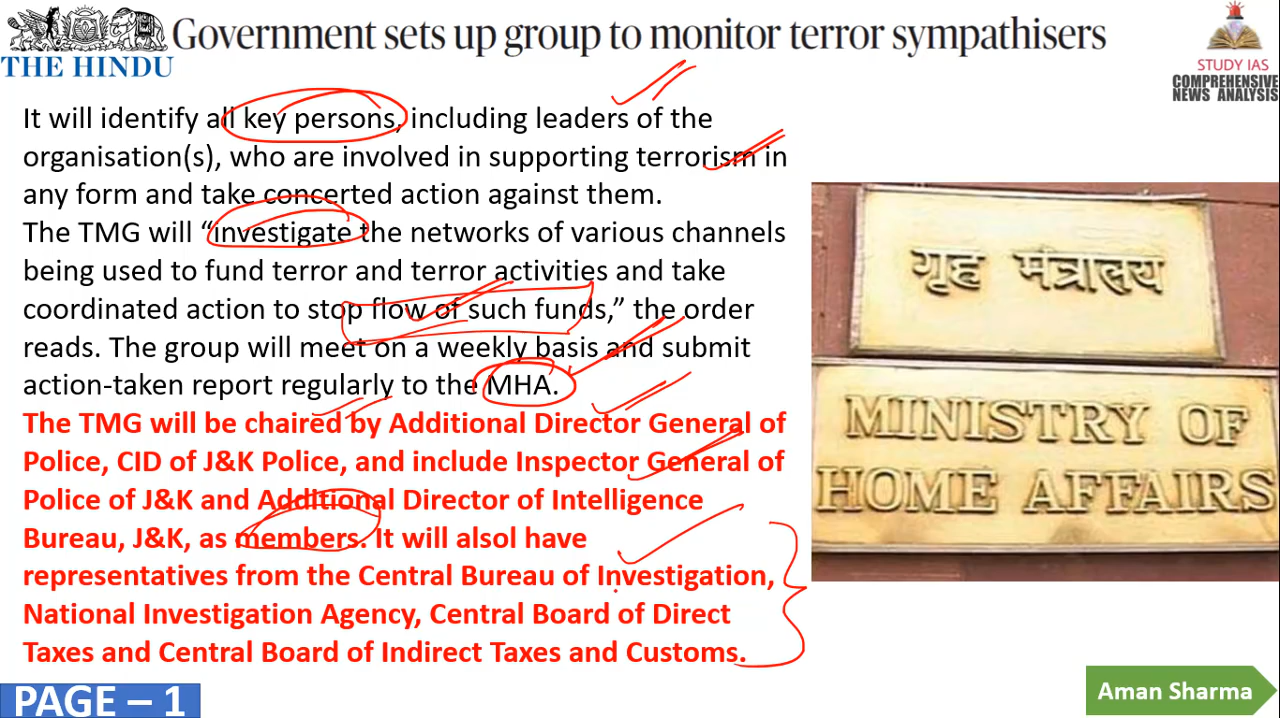 Government sets up group to monitor terror sympathisers
THE HINDU
STUDY IAS
COMPREHENSIVE
NEWS ANALYSIS
It will identify all key persons, including leaders of the
organisation(s), who are involved in supporting terrorism in
any form and take concerted action against them.
The TMG will “investigate the networks of various channels
being used to fund terror and terror activities and take
coordinated action to stop flow of such funds,” the order
reads. The group will meet on a weekly basis and submit
action-taken report regularly to the MHA.
The TMG will be chaired by Additional Director General of
Police, CID of J&K Police, and include Inspector General of
Police of J&K and Additional Director of Intelligence
Bureau, J&K, as members. It will alsol have
representatives from the Central Bureau of Investigation,
National Investigation Agency, Central Board of Direct
Taxes and Central Board of Indirect Taxes and Customs.
गृह मंत्रालय
MINISTRY OF
HOME AFFAIRS
PAGE – 1
Aman Sharma